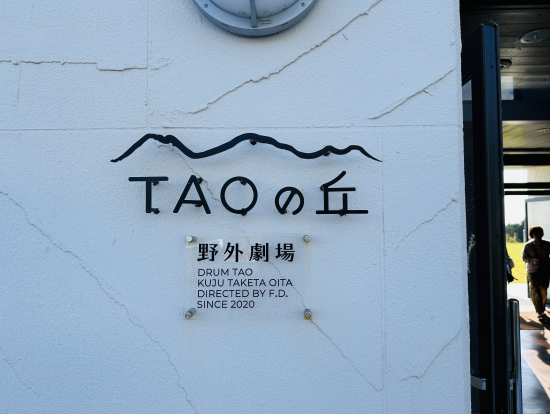 TAOの丘
野外劇場
DRUM TAO
KUJU TAKETA OITA
DIRECTED BY F.D.
SINCE 2020